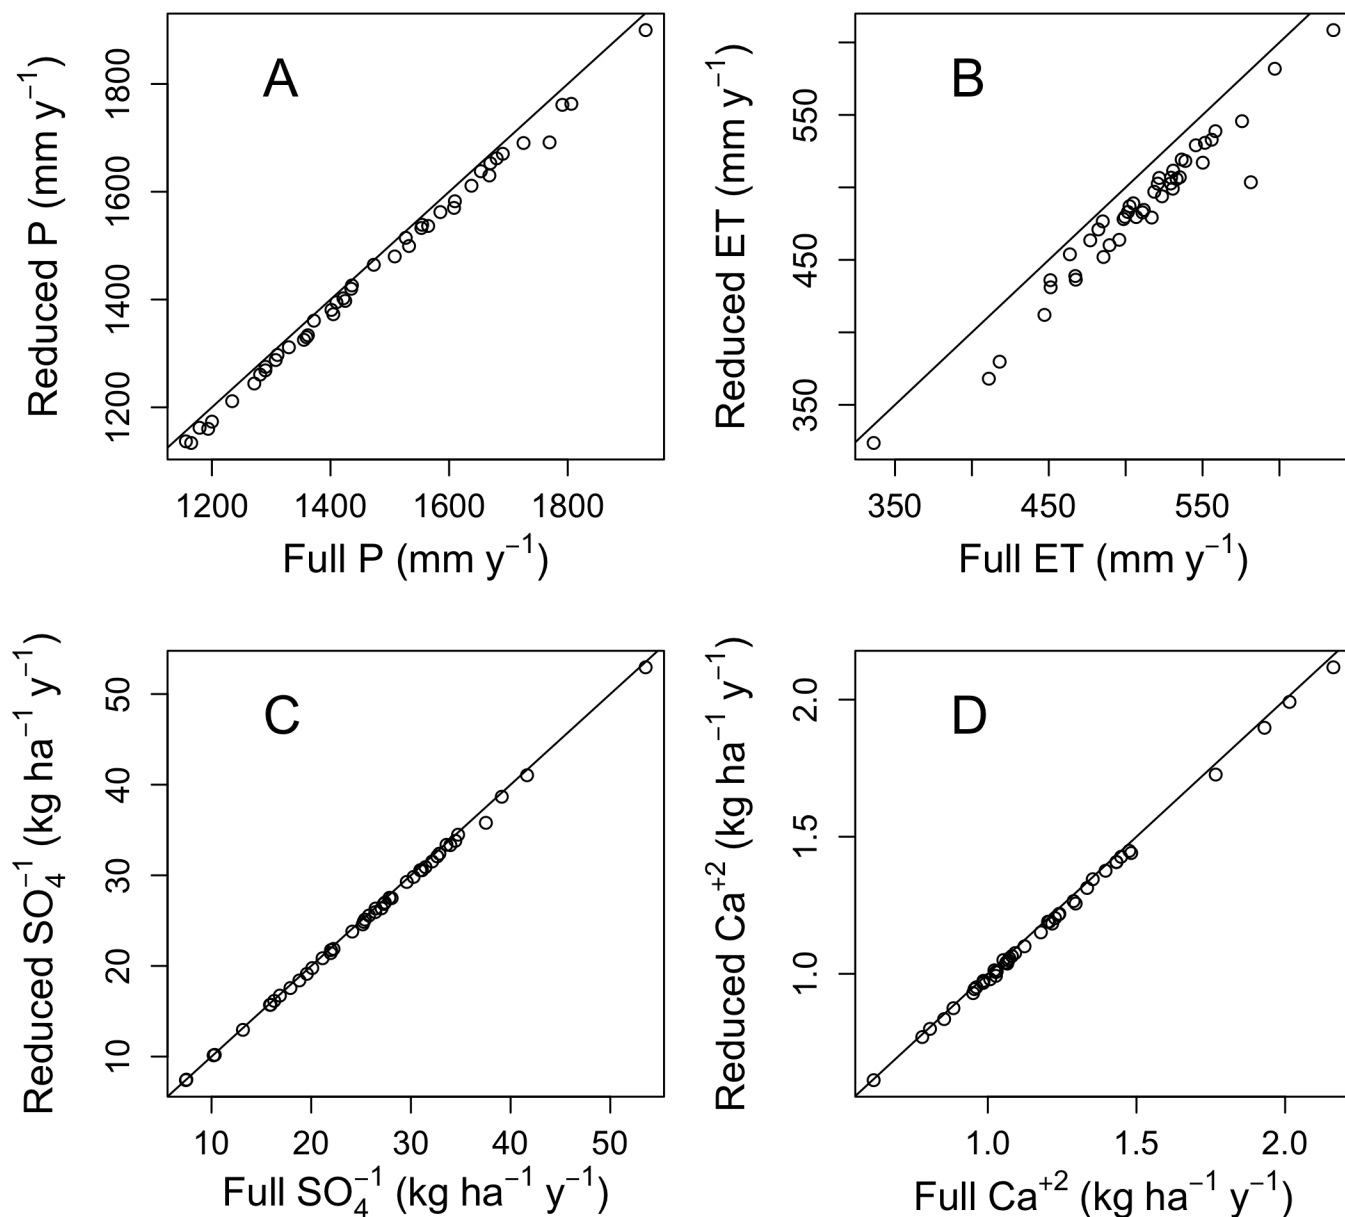 A
Reduced P (mm y⁻¹)
1800
1600
1400
1200
1200 1400 1600 1800
Full P (mm y⁻¹)
B
Reduced ET (mm y⁻¹)
550
450
350
350 450 550
Full ET (mm y⁻¹)
C
Reduced SO₄⁻¹ (kg ha⁻¹ y⁻¹)
50
40
30
20
10
10 20 30 40 50
Full SO₄⁻¹ (kg ha⁻¹ y⁻¹)
D
Reduced Ca⁺² (kg ha⁻¹ y⁻¹)
2.0
1.5
1.0
1.0 1.5 2.0
Full Ca⁺² (kg ha⁻¹ y⁻¹)